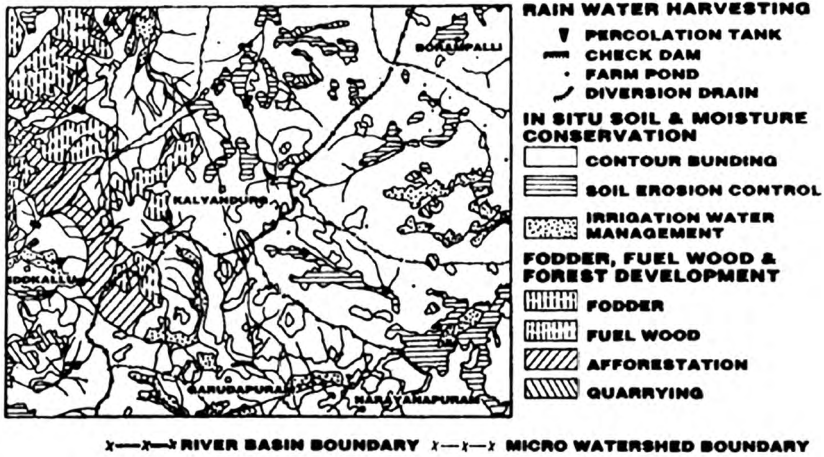 BORAMPALLI
KALYANDURG
IDDKALLU
GARUDAPURAM
NARAYANAPURAM
RAIN WATER HARVESTING
PERCOLATION TANK
CHECK DAM
FARM POND
DIVERSION DRAIN
IN SITU SOIL & MOISTURE
CONSERVATION
CONTOUR BUNDING
SOIL EROSION CONTROL
IRRIGATION WATER
MANAGEMENT
FODDER, FUEL WOOD &
FOREST DEVELOPMENT
FODDER
FUEL WOOD
AFFORESTATION
QUARRYING
x—x—x RIVER BASIN BOUNDARY x—x—x MICRO WATERSHED BOUNDARY